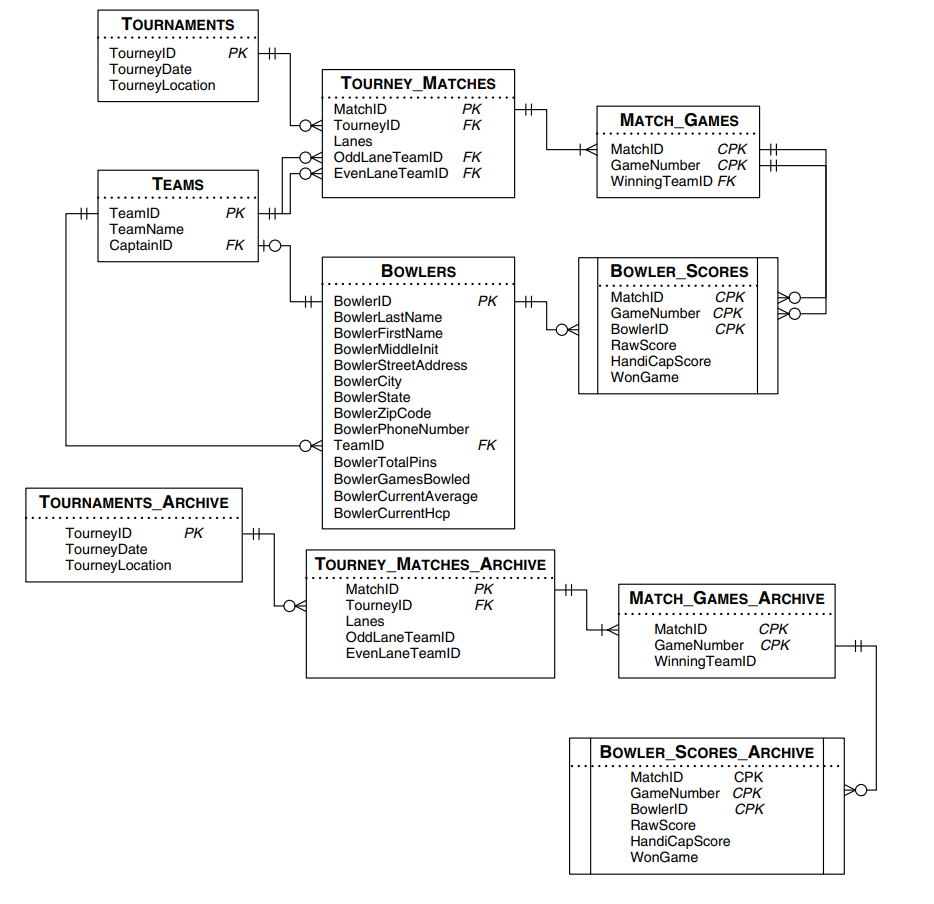 TOURNAMENTS
TourneyID PK
TourneyDate
TourneyLocation
TOURNEY_MATCHES
MatchID PK
TourneyID FK
Lanes
OddLaneTeamID FK
EvenLaneTeamID FK
MATCH_GAMES
MatchID CPK
GameNumber CPK
WinningTeamID FK
TEAMS
TeamID PK
TeamName
CaptainID FK
BOWLERS
BowlerID PK
BowlerLastName
BowlerFirstName
BowlerMiddleInit
BowlerStreetAddress
BowlerCity
BowlerState
BowlerZipCode
BowlerPhoneNumber
TeamID FK
BowlerTotalPins
BowlerGamesBowled
BowlerCurrentAverage
BowlerCurrentHcp
BOWLER_SCORES
MatchID CPK
GameNumber CPK
BowlerID CPK
RawScore
HandiCapScore
WonGame
TOURNAMENTS_ARCHIVE
TourneyID PK
TourneyDate
TourneyLocation
TOURNEY_MATCHES_ARCHIVE
MatchID PK
TourneyID FK
Lanes
OddLaneTeamID
EvenLaneTeamID
MATCH_GAMES_ARCHIVE
MatchID CPK
GameNumber CPK
WinningTeamID
BOWLER_SCORES_ARCHIVE
MatchID CPK
GameNumber CPK
BowlerID CPK
RawScore
HandiCapScore
WonGame